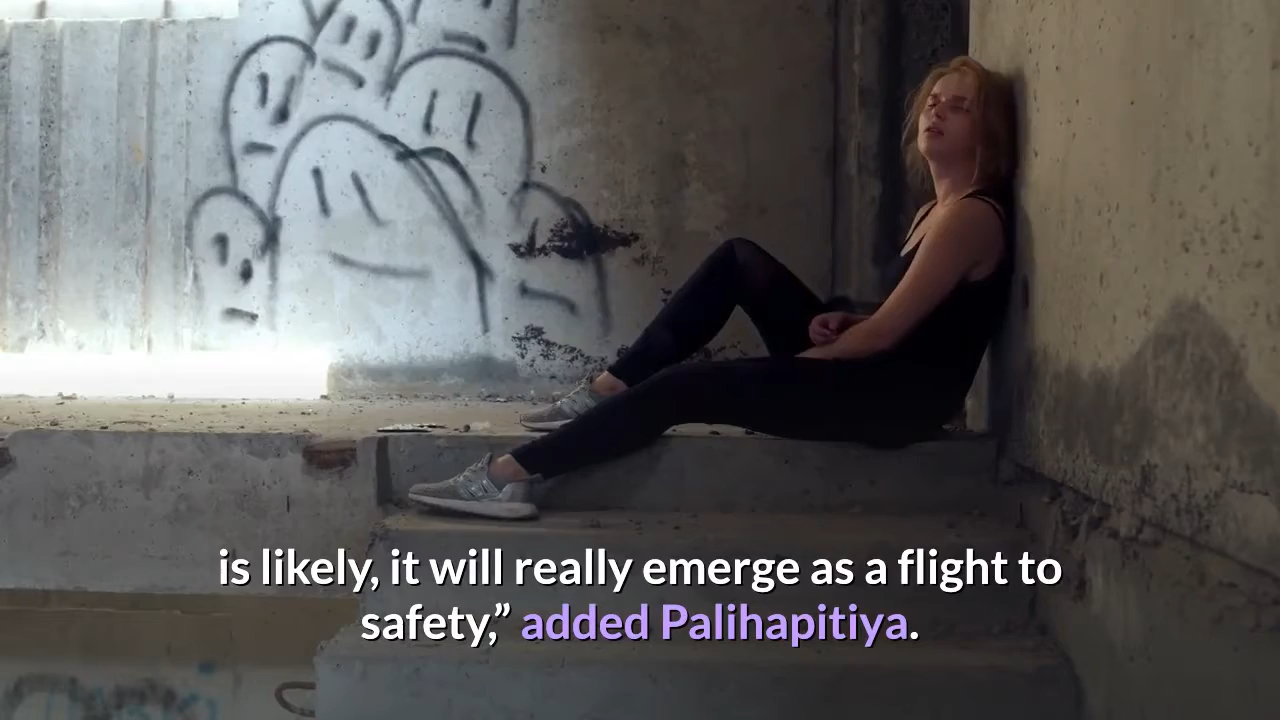 is likely, it will really emerge as a flight to
safety,” added Palihapitiya.